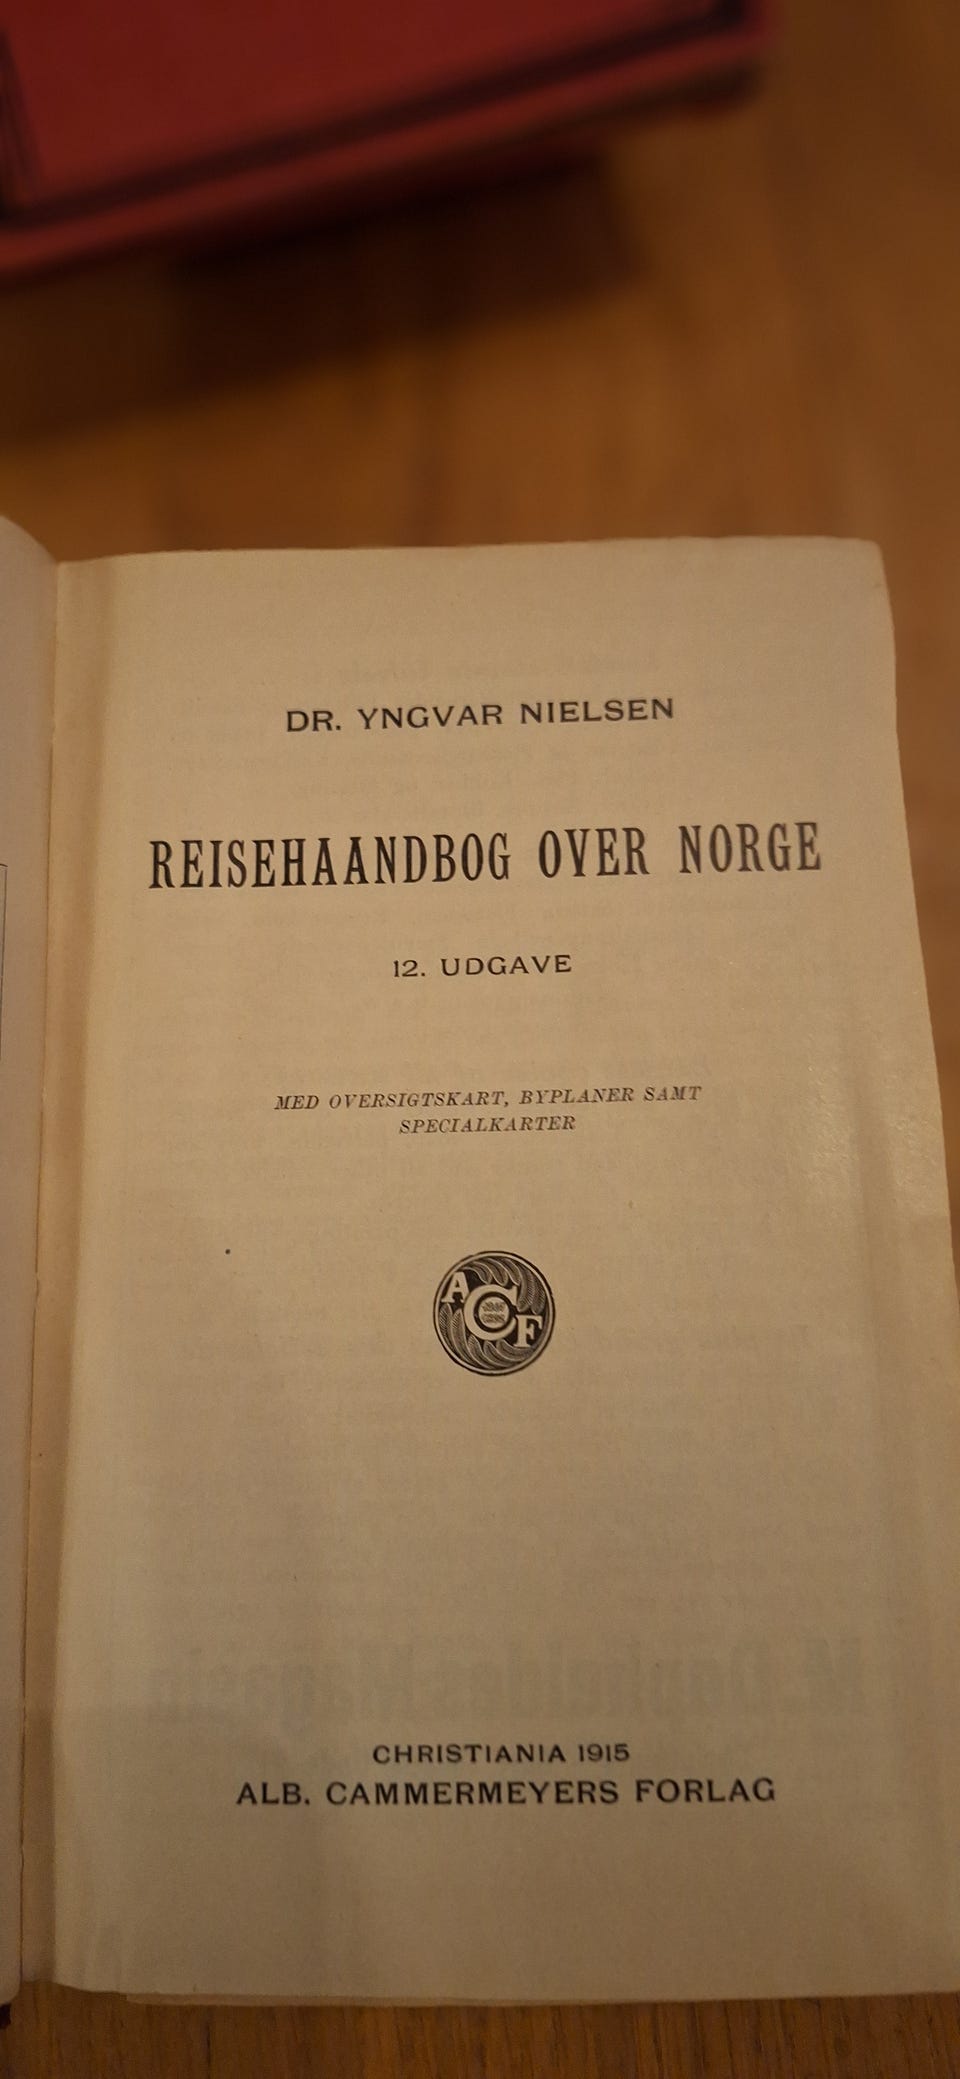 DR. YNGVAR NIELSEN
REISEHAANDBOG OVER NORGE
12. UDGAVE
MED OVERSIGTSKART, BYPLANER SAMT
SPECIALKARTER
A C F
CHRISTIANIA 1915
ALB. CAMMERMEYERS FORLAG